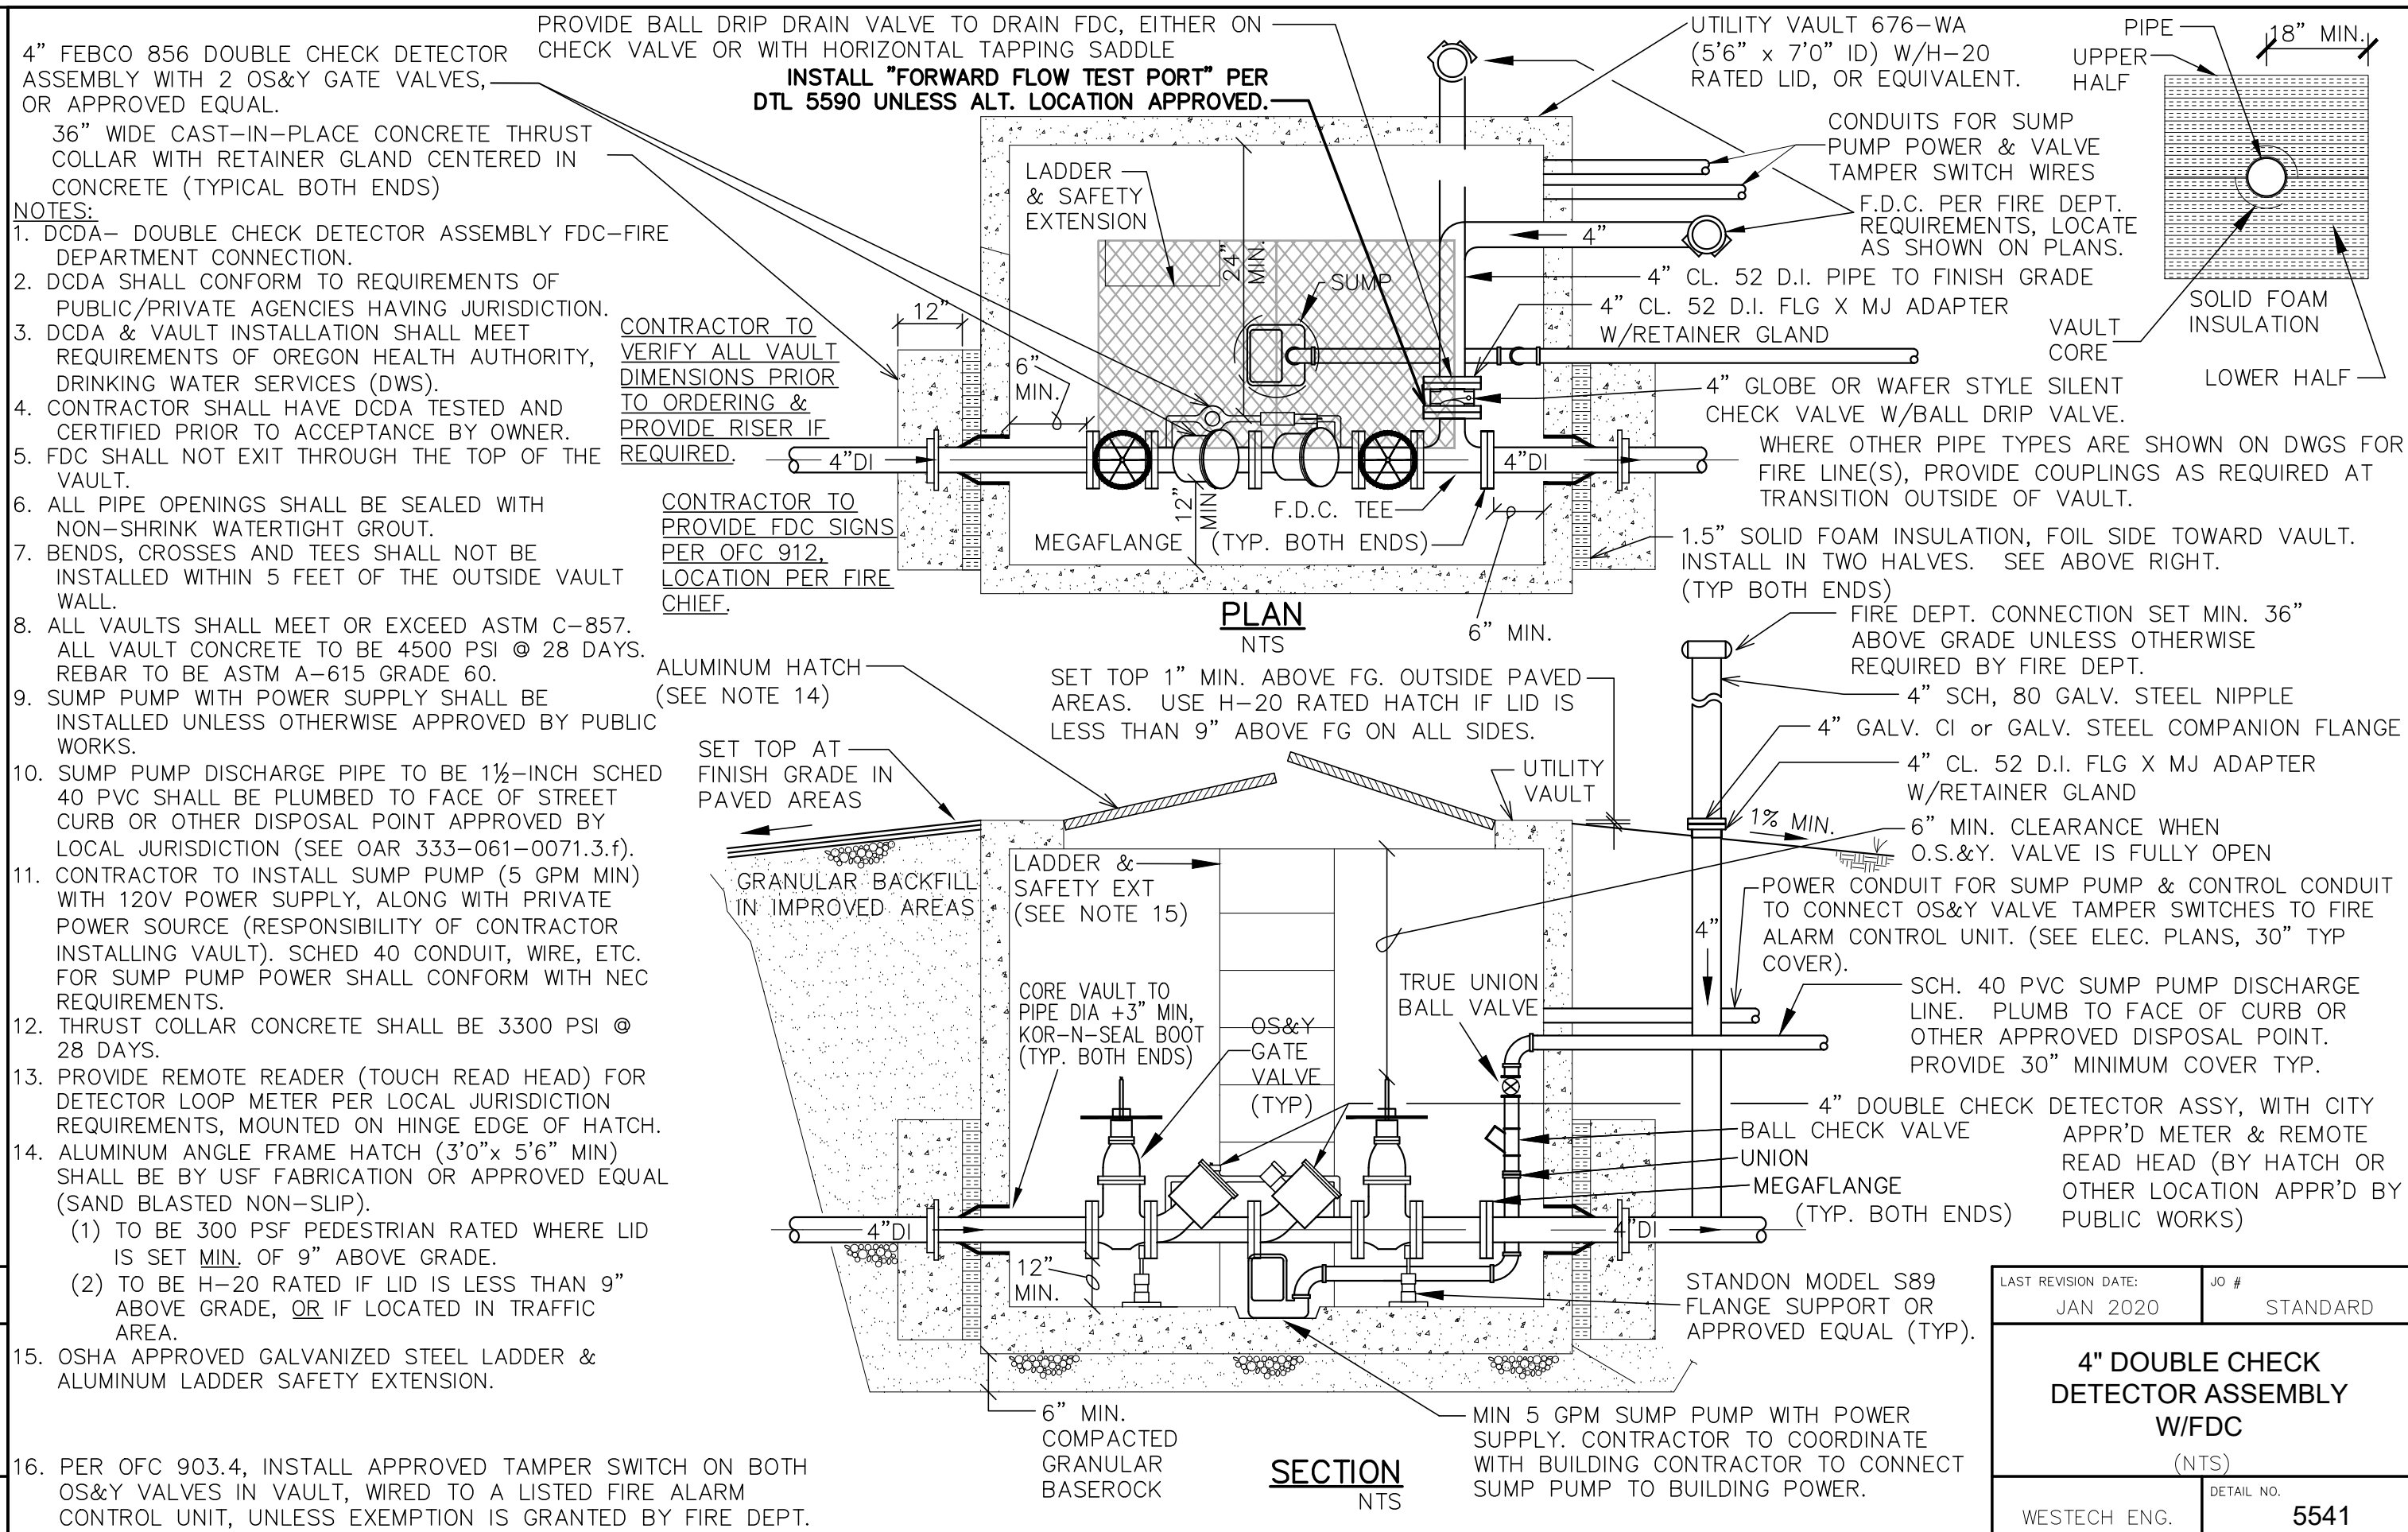 4" FEBCO 856 DOUBLE CHECK DETECTOR
ASSEMBLY WITH 2 OS&Y GATE VALVES,
OR APPROVED EQUAL.
36" WIDE CAST-IN-PLACE CONCRETE THRUST
COLLAR WITH RETAINER GLAND CENTERED IN
CONCRETE (TYPICAL BOTH ENDS)
PROVIDE BALL DRIP DRAIN VALVE TO DRAIN FDC, EITHER ON
CHECK VALVE OR WITH HORIZONTAL TAPPING SADDLE
INSTALL "FORWARD FLOW TEST PORT" PER
DTL 5590 UNLESS ALT. LOCATION APPROVED.
UTILITY VAULT 676-WA
(5'6" x 7'0" ID) W/H-20
RATED LID, OR EQUIVALENT.
PIPE
UPPER
HALF
18" MIN.
CONDUITS FOR SUMP
PUMP POWER & VALVE
TAMPER SWITCH WIRES
F.D.C. PER FIRE DEPT.
REQUIREMENTS, LOCATE
AS SHOWN ON PLANS.
SOLID FOAM
INSULATION
VAULT
CORE
LOWER HALF
NOTES:
1. DCDA- DOUBLE CHECK DETECTOR ASSEMBLY FDC-FIRE
DEPARTMENT CONNECTION.
2. DCDA SHALL CONFORM TO REQUIREMENTS OF
PUBLIC/PRIVATE AGENCIES HAVING JURISDICTION.
3. DCDA & VAULT INSTALLATION SHALL MEET
REQUIREMENTS OF OREGON HEALTH AUTHORITY,
DRINKING WATER SERVICES (DWS).
4. CONTRACTOR SHALL HAVE DCDA TESTED AND
CERTIFIED PRIOR TO ACCEPTANCE BY OWNER.
5. FDC SHALL NOT EXIT THROUGH THE TOP OF THE
VAULT.
6. ALL PIPE OPENINGS SHALL BE SEALED WITH
NON-SHRINK WATERTIGHT GROUT.
7. BENDS, CROSSES AND TEES SHALL NOT BE
INSTALLED WITHIN 5 FEET OF THE OUTSIDE VAULT
WALL.
8. ALL VAULTS SHALL MEET OR EXCEED ASTM C-857.
ALL VAULT CONCRETE TO BE 4500 PSI @ 28 DAYS.
REBAR TO BE ASTM A-615 GRADE 60.
9. SUMP PUMP WITH POWER SUPPLY SHALL BE
INSTALLED UNLESS OTHERWISE APPROVED BY PUBLIC
WORKS.
10. SUMP PUMP DISCHARGE PIPE TO BE 1½-INCH SCHED
40 PVC SHALL BE PLUMBED TO FACE OF STREET
CURB OR OTHER DISPOSAL POINT APPROVED BY
LOCAL JURISDICTION (SEE OAR 333-061-0071.3.f).
11. CONTRACTOR TO INSTALL SUMP PUMP (5 GPM MIN)
WITH 120V POWER SUPPLY, ALONG WITH PRIVATE
POWER SOURCE (RESPONSIBILITY OF CONTRACTOR
INSTALLING VAULT). SCHED 40 CONDUIT, WIRE, ETC.
FOR SUMP PUMP POWER SHALL CONFORM WITH NEC
REQUIREMENTS.
12. THRUST COLLAR CONCRETE SHALL BE 3300 PSI @
28 DAYS.
13. PROVIDE REMOTE READER (TOUCH READ HEAD) FOR
DETECTOR LOOP METER PER LOCAL JURISDICTION
REQUIREMENTS, MOUNTED ON HINGE EDGE OF HATCH.
14. ALUMINUM ANGLE FRAME HATCH (3'0"x 5'6" MIN)
SHALL BE BY USF FABRICATION OR APPROVED EQUAL
(SAND BLASTED NON-SLIP).
(1) TO BE 300 PSF PEDESTRIAN RATED WHERE LID
IS SET MIN. OF 9" ABOVE GRADE.
(2) TO BE H-20 RATED IF LID IS LESS THAN 9"
ABOVE GRADE, OR IF LOCATED IN TRAFFIC
AREA.
15. OSHA APPROVED GALVANIZED STEEL LADDER &
ALUMINUM LADDER SAFETY EXTENSION.
16. PER OFC 903.4, INSTALL APPROVED TAMPER SWITCH ON BOTH
OS&Y VALVES IN VAULT, WIRED TO A LISTED FIRE ALARM
CONTROL UNIT, UNLESS EXEMPTION IS GRANTED BY FIRE DEPT.
CONTRACTOR TO
VERIFY ALL VAULT
DIMENSIONS PRIOR
TO ORDERING &
PROVIDE RISER IF
REQUIRED.
CONTRACTOR TO
PROVIDE FDC SIGNS
PER OFC 912,
LOCATION PER FIRE
CHIEF.
12"
6"
MIN.
LADDER
& SAFETY
EXTENSION
24"
MIN.
SUMP
4"
4"DI
4"DI
12"
MIN
F.D.C. TEE
MEGAFLANGE (TYP. BOTH ENDS)
6" MIN.
PLAN
NTS
4" CL. 52 D.I. PIPE TO FINISH GRADE
4" CL. 52 D.I. FLG X MJ ADAPTER
W/RETAINER GLAND
4" GLOBE OR WAFER STYLE SILENT
CHECK VALVE W/BALL DRIP VALVE.
WHERE OTHER PIPE TYPES ARE SHOWN ON DWGS FOR
FIRE LINE(S), PROVIDE COUPLINGS AS REQUIRED AT
TRANSITION OUTSIDE OF VAULT.
1.5" SOLID FOAM INSULATION, FOIL SIDE TOWARD VAULT.
INSTALL IN TWO HALVES. SEE ABOVE RIGHT.
(TYP BOTH ENDS)
ALUMINUM HATCH
(SEE NOTE 14)
SET TOP AT
FINISH GRADE IN
PAVED AREAS
SET TOP 1" MIN. ABOVE FG. OUTSIDE PAVED
AREAS. USE H-20 RATED HATCH IF LID IS
LESS THAN 9" ABOVE FG ON ALL SIDES.
UTILITY
VAULT
GRANULAR BACKFILL
IN IMPROVED AREAS
LADDER &
SAFETY EXT
(SEE NOTE 15)
CORE VAULT TO
PIPE DIA +3" MIN,
KOR-N-SEAL BOOT
(TYP. BOTH ENDS)
OS&Y
GATE
VALVE
(TYP)
TRUE UNION
BALL VALVE
4"DI
4"DI
12"
MIN.
6" MIN.
COMPACTED
GRANULAR
BASEROCK
SECTION
NTS
FIRE DEPT. CONNECTION SET MIN. 36"
ABOVE GRADE UNLESS OTHERWISE
REQUIRED BY FIRE DEPT.
4" SCH, 80 GALV. STEEL NIPPLE
4" GALV. CI or GALV. STEEL COMPANION FLANGE
4" CL. 52 D.I. FLG X MJ ADAPTER
W/RETAINER GLAND
1% MIN.
6" MIN. CLEARANCE WHEN
O.S.&Y. VALVE IS FULLY OPEN
POWER CONDUIT FOR SUMP PUMP & CONTROL CONDUIT
TO CONNECT OS&Y VALVE TAMPER SWITCHES TO FIRE
ALARM CONTROL UNIT. (SEE ELEC. PLANS, 30" TYP
COVER).
4"
SCH. 40 PVC SUMP PUMP DISCHARGE
LINE. PLUMB TO FACE OF CURB OR
OTHER APPROVED DISPOSAL POINT.
PROVIDE 30" MINIMUM COVER TYP.
4" DOUBLE CHECK DETECTOR ASSY, WITH CITY
APPR'D METER & REMOTE
READ HEAD (BY HATCH OR
OTHER LOCATION APPR'D BY
PUBLIC WORKS)
BALL CHECK VALVE
UNION
MEGAFLANGE
(TYP. BOTH ENDS)
STANDON MODEL S89
FLANGE SUPPORT OR
APPROVED EQUAL (TYP).
MIN 5 GPM SUMP PUMP WITH POWER
SUPPLY. CONTRACTOR TO COORDINATE
WITH BUILDING CONTRACTOR TO CONNECT
SUMP PUMP TO BUILDING POWER.
LAST REVISION DATE:
JAN 2020
JO #
STANDARD
4" DOUBLE CHECK
DETECTOR ASSEMBLY
W/FDC
(NTS)
WESTECH ENG.
DETAIL NO.
5541